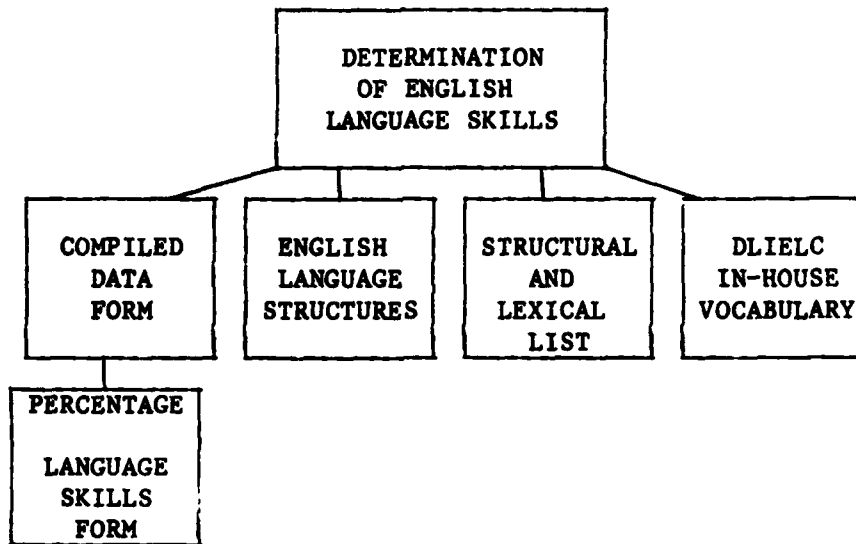 DETERMINATION
OF ENGLISH
LANGUAGE SKILLS
COMPILED
DATA
FORM
ENGLISH
LANGUAGE
STRUCTURES
STRUCTURAL
AND
LEXICAL
LIST
DLIELC
IN-HOUSE
VOCABULARY
PERCENTAGE
LANGUAGE
SKILLS
FORM